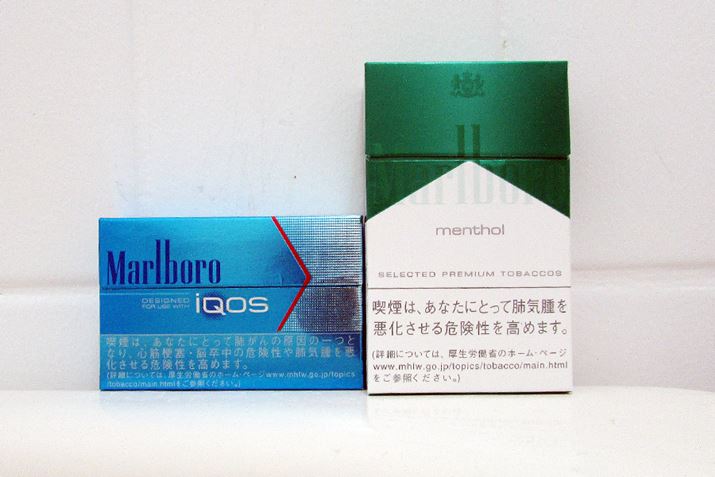 Marlboro
DESIGNED
FOR USE WITH
iQOS
喫煙は、あなたにとって肺がんの原因の一つと
なり、心筋梗塞・脳卒中の危険性や肺気腫を悪
化させる危険性を高めます。
(詳細については、厚生労働省のホーム・ページwww.mhlw.go.jp/topics
/tobacco/main.htmlをご参照ください。)
Marlboro
menthol
SELECTED PREMIUM TOBACCOS
喫煙は、あなたにとって肺気腫を
悪化させる危険性を高めます。
(詳細については、厚生労働省のホーム・ページ
www.mhlw.go.jp/topics/tobacco/main.html
をご参照ください。)